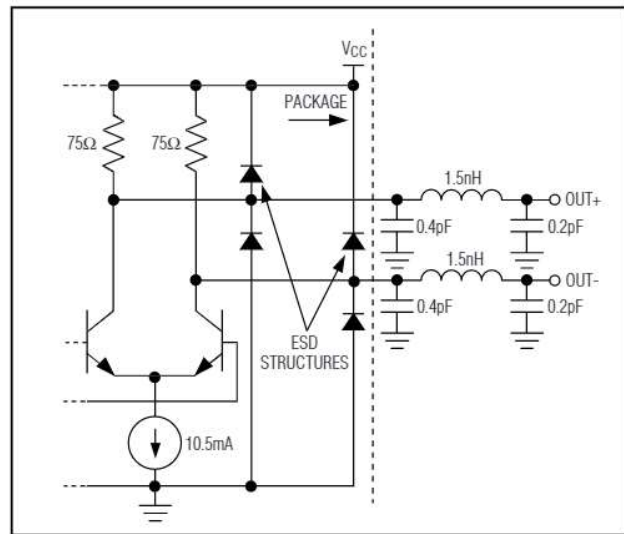 VCC
PACKAGE
75Ω
75Ω
1.5nH
OUT+
0.4pF
0.2pF
1.5nH
OUT-
0.4pF
0.2pF
ESD
STRUCTURES
10.5mA